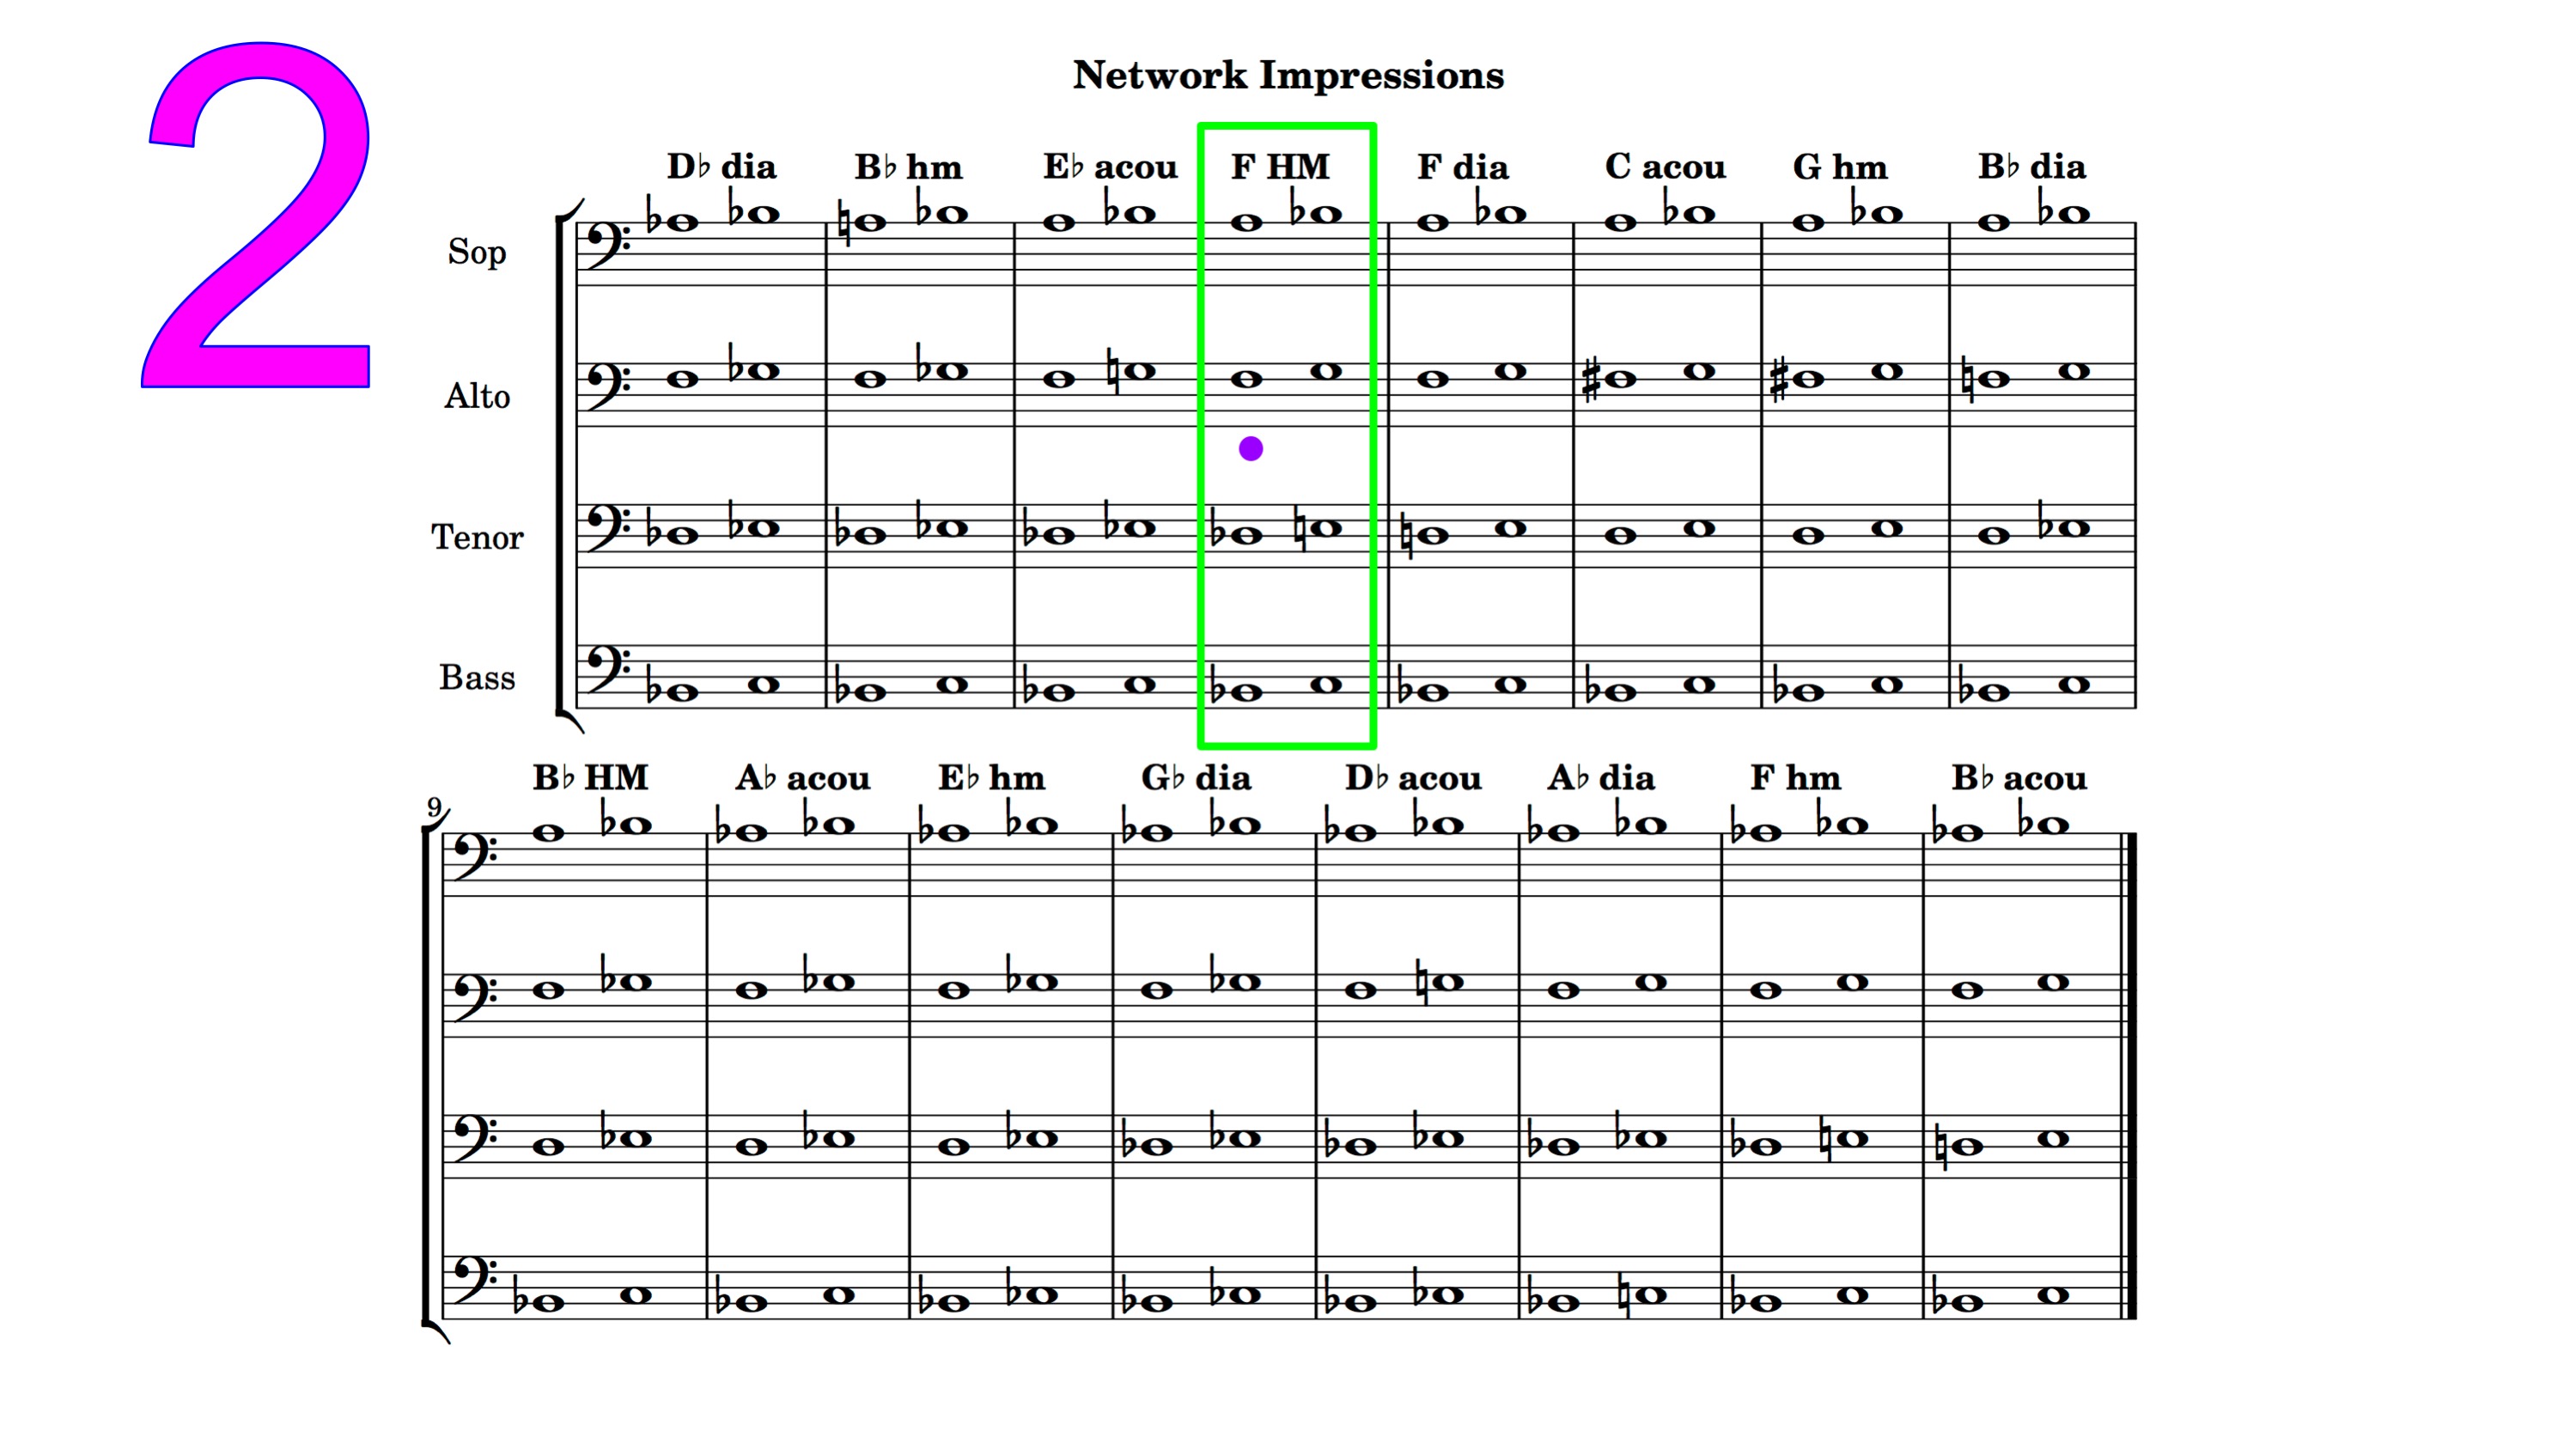 2
Network Impressions
D♭ dia B♭ hm E♭ acou F HM F dia C acou G hm B♭ dia
Sop
Alto
Tenor
Bass
B♭ HM A♭ acou E♭ hm G♭ dia D♭ acou A♭ dia F hm B♭ acou
9